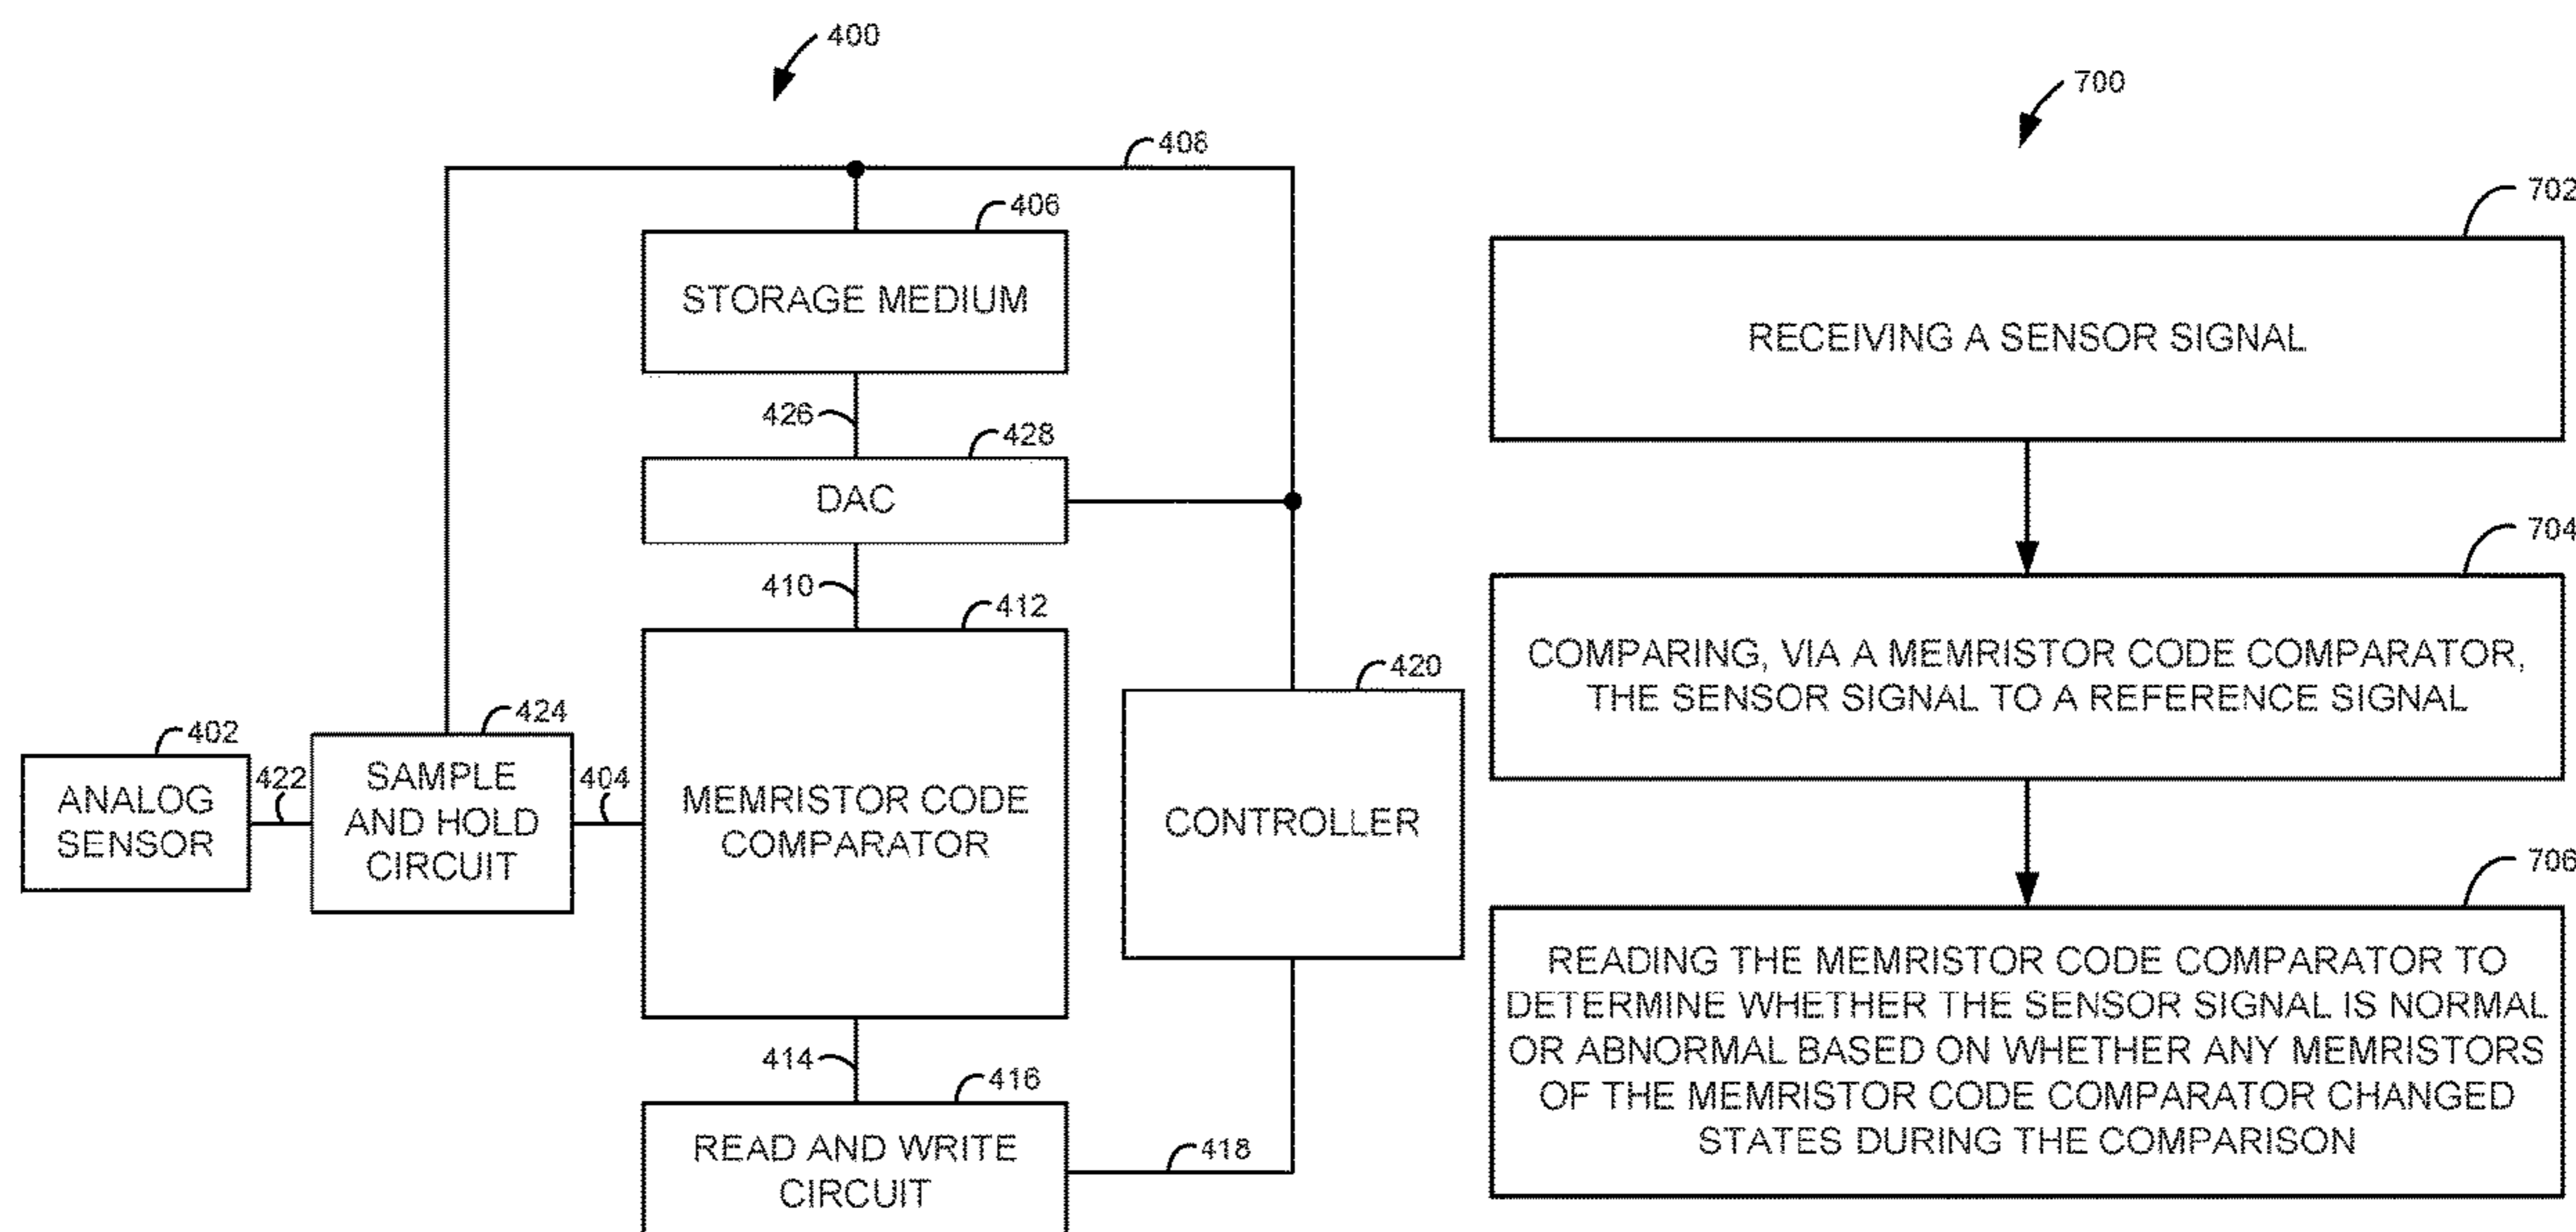 400
408
406
STORAGE MEDIUM
426
428
DAC
410
412
420
424
402
422
404
ANALOG
SENSOR
SAMPLE
AND HOLD
CIRCUIT
MEMRISTOR CODE
COMPARATOR
CONTROLLER
414
416
418
READ AND WRITE
CIRCUIT
700
702
RECEIVING A SENSOR SIGNAL
704
COMPARING, VIA A MEMRISTOR CODE COMPARATOR,
THE SENSOR SIGNAL TO A REFERENCE SIGNAL
706
READING THE MEMRISTOR CODE COMPARATOR TO
DETERMINE WHETHER THE SENSOR SIGNAL IS NORMAL
OR ABNORMAL BASED ON WHETHER ANY MEMRISTORS
OF THE MEMRISTOR CODE COMPARATOR CHANGED
STATES DURING THE COMPARISON